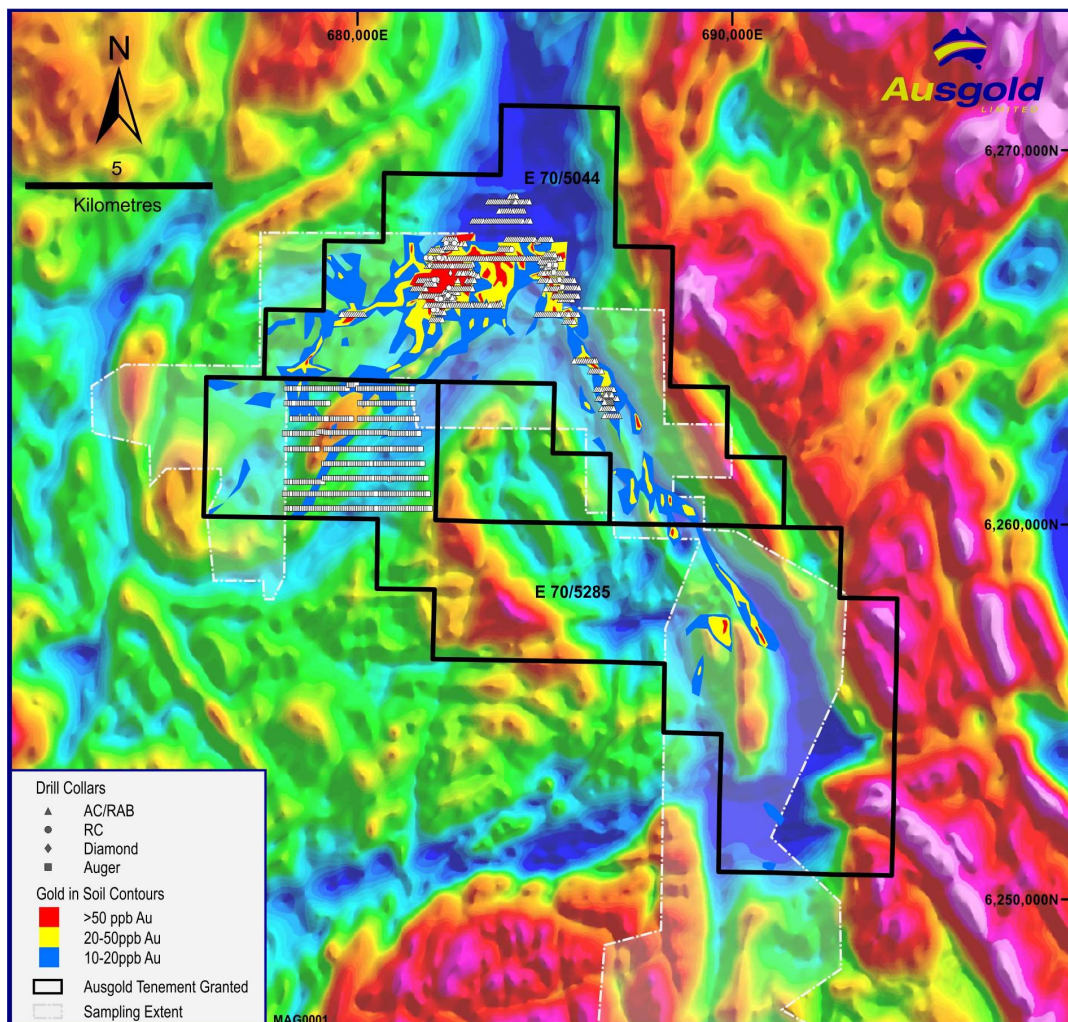 680,000E
690,000E
N
Ausgold
LIMITED
5
Kilometres
6,270,000N
E 70/5044
6,260,000N
E 70/5285
6,250,000N
Drill Collars
AC/RAB
RC
Diamond
Auger
Gold in Soil Contours
>50 ppb Au
20-50ppb Au
10-20ppb Au
Ausgold Tenement Granted
Sampling Extent
MAG0001